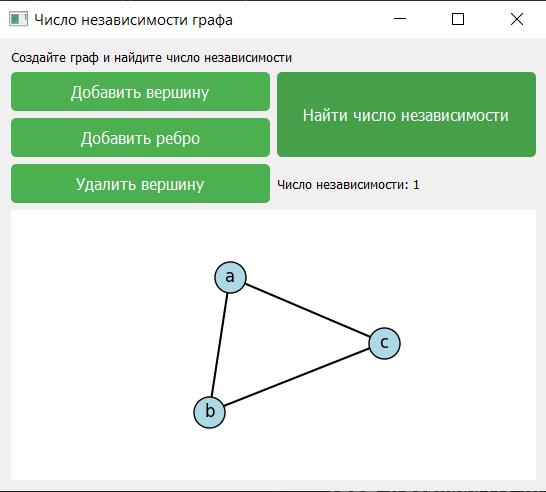 Число независимости графа
Создайте граф и найдите число независимости
Добавить вершину
Найти число независимости
Добавить ребро
Удалить вершину
Число независимости: 1
a
c
b